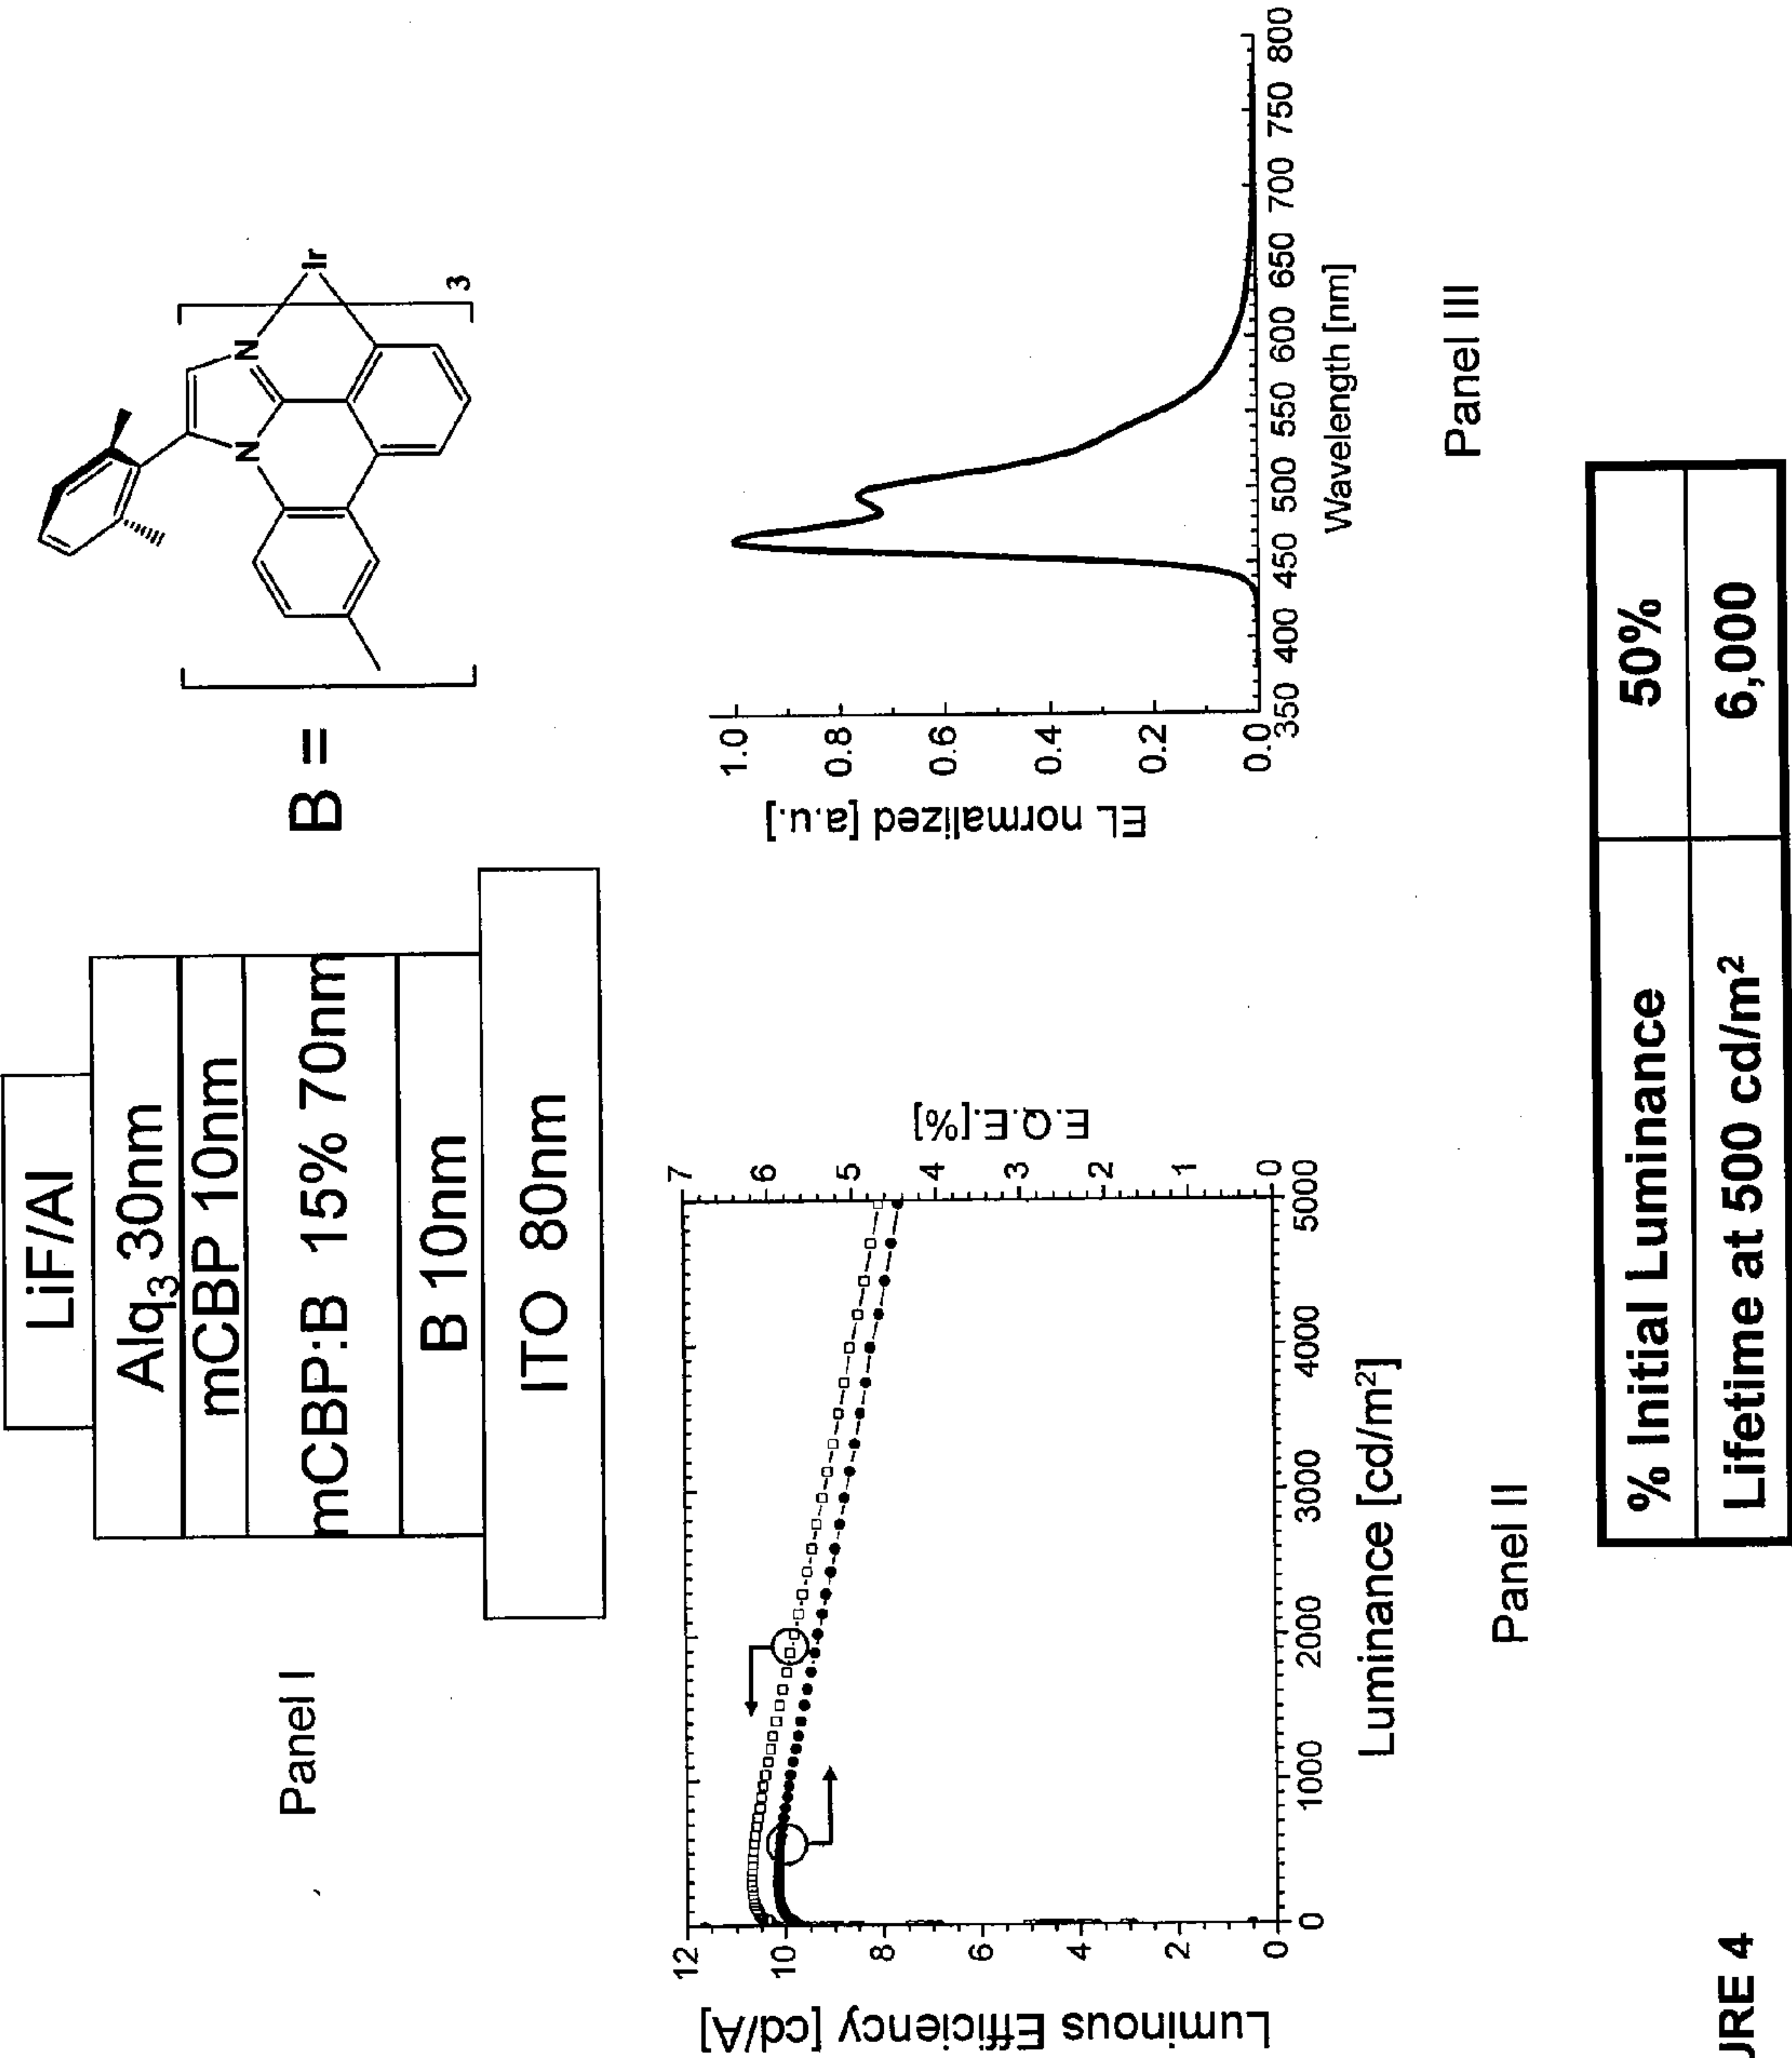 LiF/Al
Alq3 30nm
mCBP 10nm
mCBP:B 15% 70nm
B 10nm
ITO 80nm
Panel I
B =
N
N
Ir
3
Luminous Efficiency [cd/A]
12
10
8
6
4
2
0
E.Q.E.[%]
7
6
5
4
3
2
1
0
0 1000 2000 3000 4000 5000
Luminance [cd/m²]
Panel II
EL normalized [a.u.]
1.0
0.8
0.6
0.4
0.2
0.0
350 400 450 500 550 600 650 700 750 800
Wavelength [nm]
Panel III
% Initial Luminance 50%
Lifetime at 500 cd/m² 6,000
URE 4